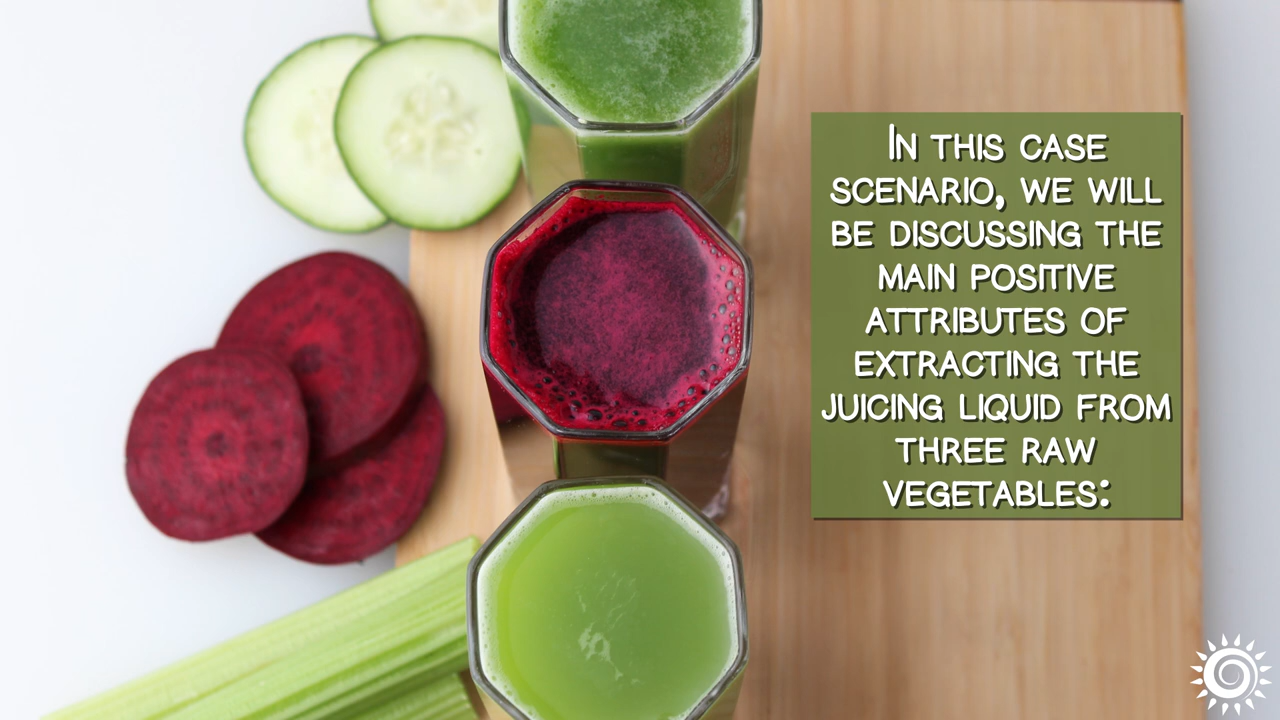 In this case
scenario, we will
be discussing the
main positive
attributes of
extracting the
juicing liquid from
three raw
vegetables: